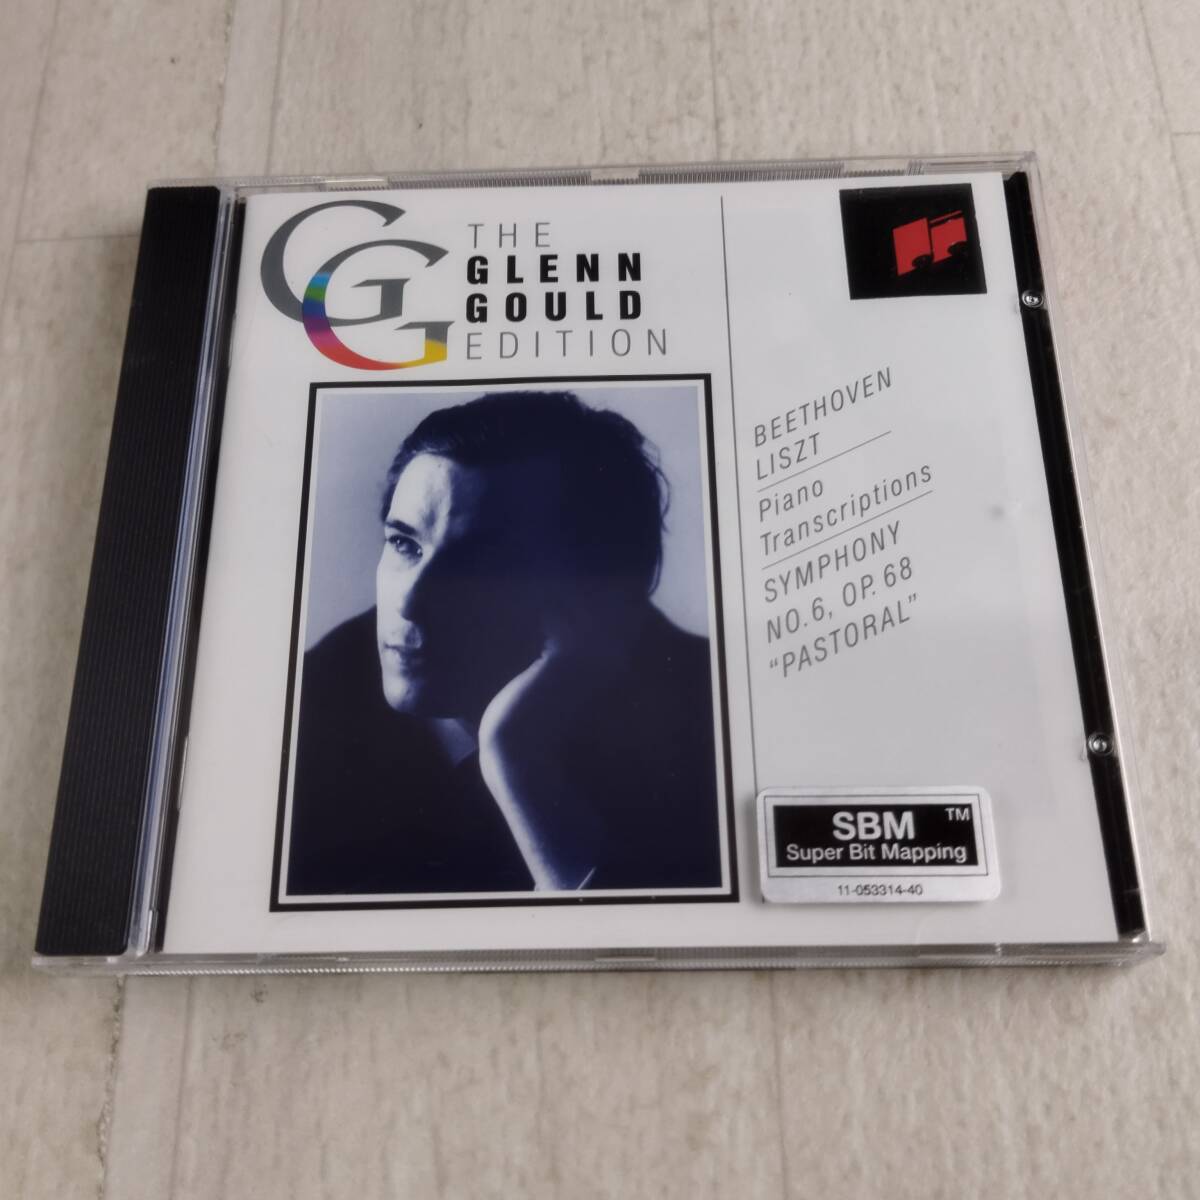 GG
THE
GLENN
GOULD
EDITION
BEETHOVEN
LISZT
Piano
Transcriptions
SYMPHONY
NO.6, OP. 68
“PASTORAL”
SBM TM
Super Bit Mapping
11-053314-40